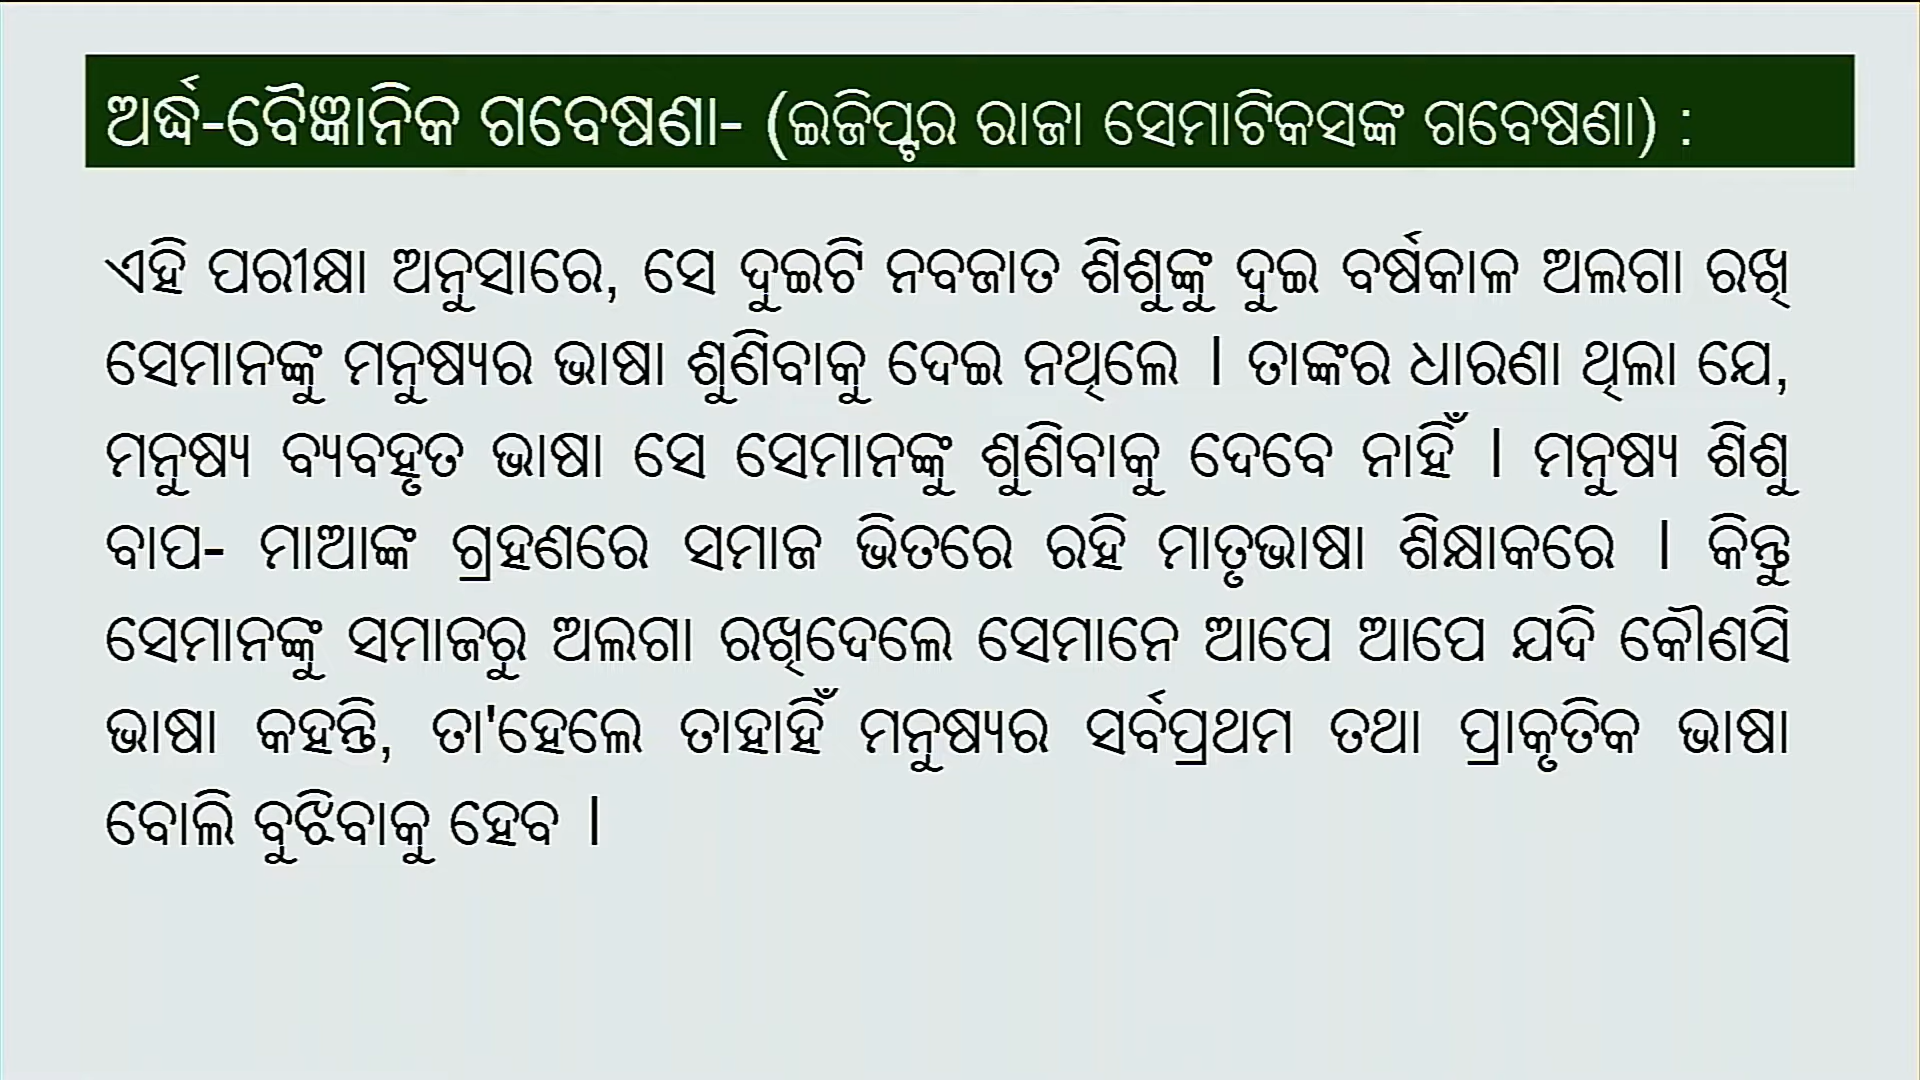 ଅର୍ଦ୍ଧ-ବୈଜ୍ଞାନିକ ଗବେଷଣା- (ଇଜିପ୍ଟର ରାଜା ସେମାଟିକସଙ୍କ ଗବେଷଣା) :
ଏହି ପରୀକ୍ଷା ଅନୁସାରେ, ସେ ଦୁଇଟି ନବଜାତ ଶିଶୁଙ୍କୁ ଦୁଇ ବର୍ଷକାଳ ଅଲଗା ରଖି
ସେମାନଙ୍କୁ ମନୁଷ୍ୟର ଭାଷା ଶୁଣିବାକୁ ଦେଇ ନଥିଲେ । ତାଙ୍କର ଧାରଣା ଥିଲା ଯେ,
ମନୁଷ୍ୟ ବ୍ୟବହୃତ ଭାଷା ସେ ସେମାନଙ୍କୁ ଶୁଣିବାକୁ ଦେବେ ନାହିଁ । ମନୁଷ୍ୟ ଶିଶୁ
ବାପ- ମାଆଙ୍କ ଗ୍ରହଣରେ ସମାଜ ଭିତରେ ରହି ମାତୃଭାଷା ଶିକ୍ଷାକରେ । କିନ୍ତୁ
ସେମାନଙ୍କୁ ସମାଜରୁ ଅଲଗା ରଖିଦେଲେ ସେମାନେ ଆପେ ଆପେ ଯଦି କୌଣସି
ଭାଷା କହନ୍ତି, ତା'ହେଲେ ତାହାହିଁ ମନୁଷ୍ୟର ସର୍ବପ୍ରଥମ ତଥା ପ୍ରାକୃତିକ ଭାଷା
ବୋଲି ବୁଝିବାକୁ ହେବ ।